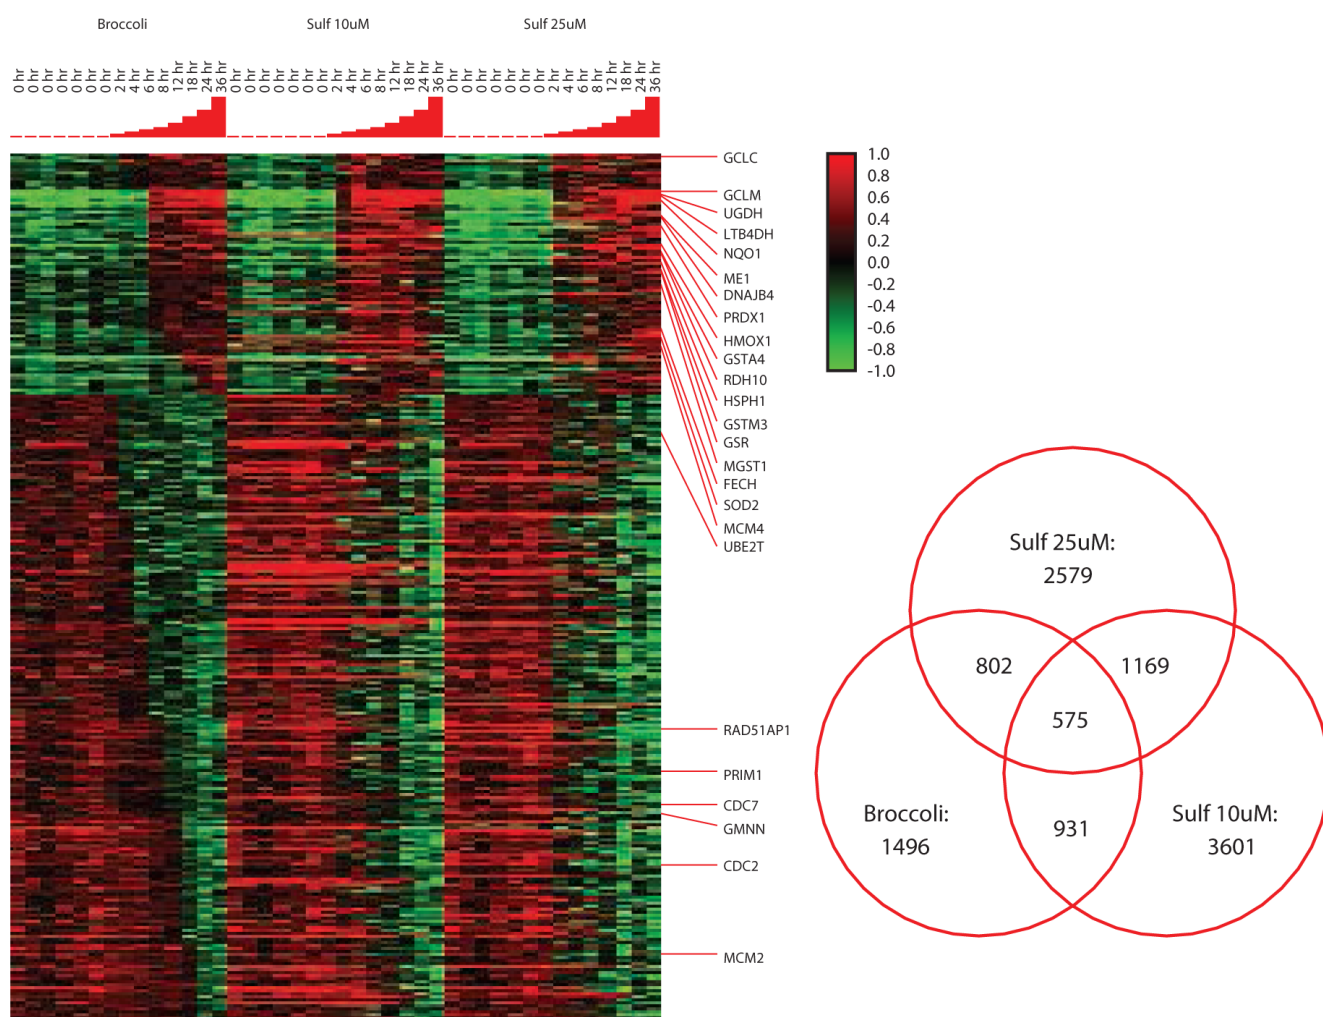 Broccoli Sulf 10uM Sulf 25uM
0 hr 0 hr 0 hr 0 hr 0 hr 0 hr 0 hr 2 hr 4 hr 6 hr 8 hr 12 hr 18 hr 24 hr 36 hr 0 hr 0 hr 0 hr 0 hr 0 hr 0 hr 0 hr 2 hr 4 hr 6 hr 8 hr 12 hr 18 hr 24 hr 36 hr 0 hr 0 hr 0 hr 0 hr 0 hr 0 hr 0 hr 2 hr 4 hr 6 hr 8 hr 12 hr 18 hr 24 hr 36 hr
GCLC
GCLM
UGDH
LTB4DH
NQO1
ME1
DNAJB4
PRDX1
HMOX1
GSTA4
RDH10
HSPH1
GSTM3
GSR
MGST1
FECH
SOD2
MCM4
UBE2T
RAD51AP1
PRIM1
CDC7
GMNN
CDC2
MCM2
1.0
0.8
0.6
0.4
0.2
0.0
-0.2
-0.4
-0.6
-0.8
-1.0
Sulf 25uM:
2579
802
1169
575
Broccoli:
1496
931
Sulf 10uM:
3601